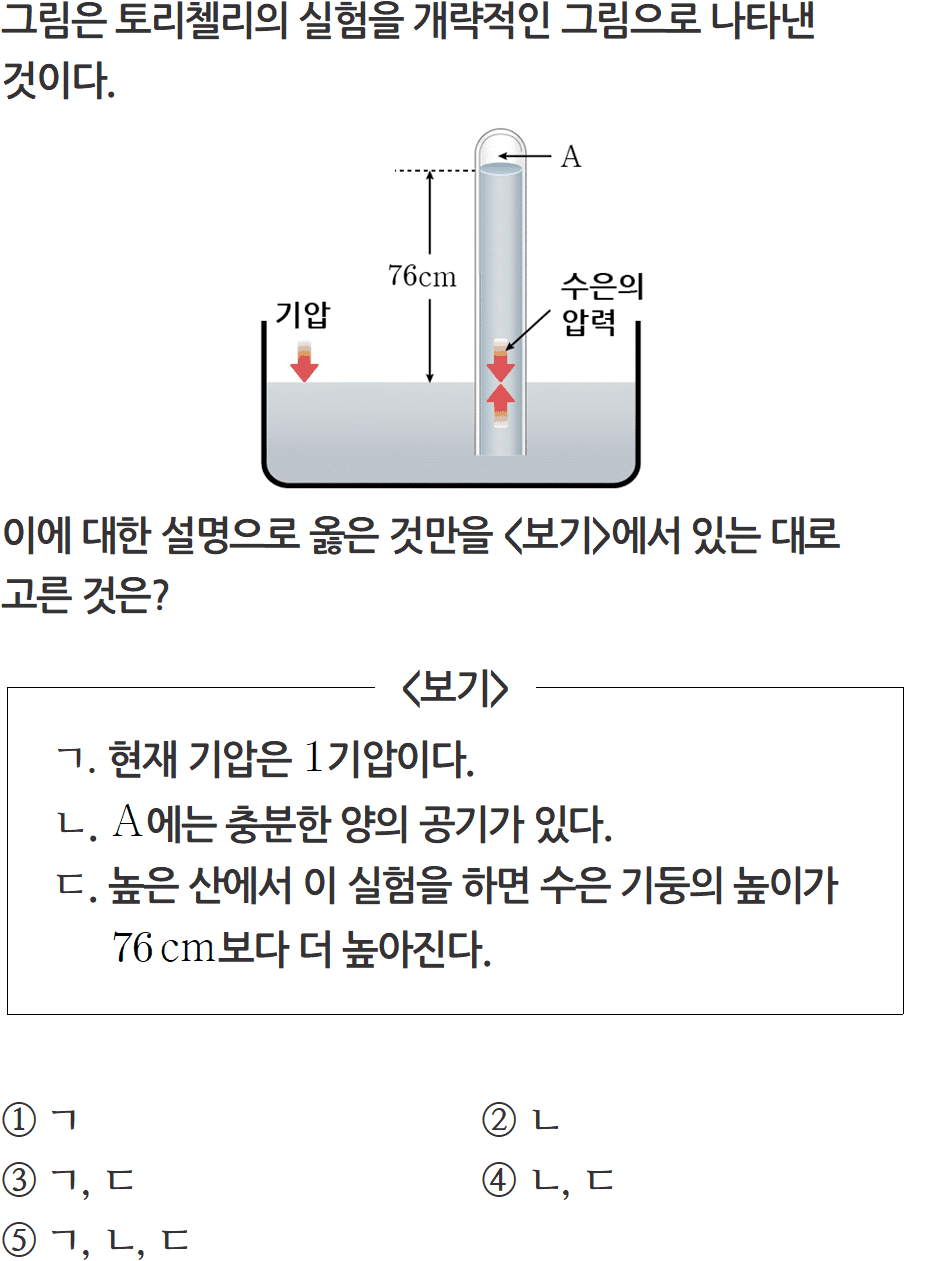 그림은 토리첼리의 실험을 개략적인 그림으로 나타낸
것이다.
A
76cm
수은의
압력
기압
이에 대한 설명으로 옳은 것만을 <보기>에서 있는 대로
고른 것은?
<보기>
ㄱ. 현재 기압은 1기압이다.
ㄴ. A에는 충분한 양의 공기가 있다.
ㄷ. 높은 산에서 이 실험을 하면 수은 기둥의 높이가
76 cm보다 더 높아진다.
① ㄱ
② ㄴ
③ ㄱ, ㄷ
④ ㄴ, ㄷ
⑤ ㄱ, ㄴ, ㄷ